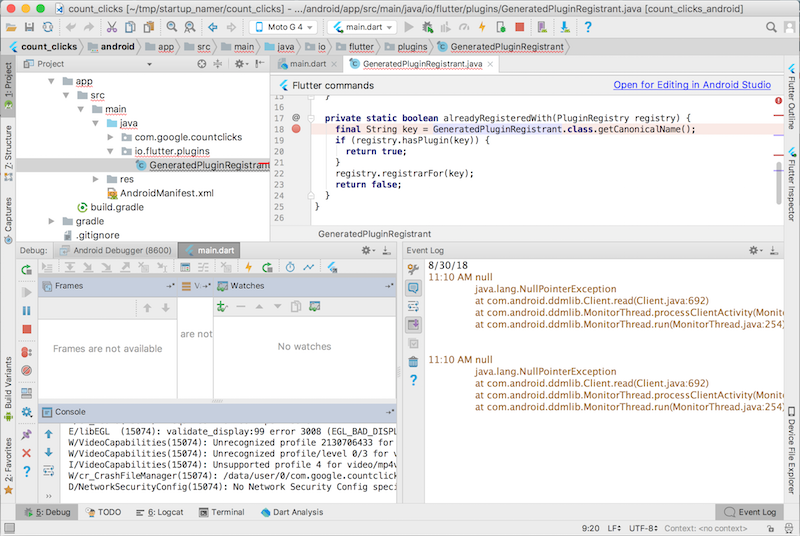 count_clicks [~/tmp/startup_namer/count_clicks] - .../android/app/src/main/java/io/flutter/plugins/GeneratedPluginRegistrant.java [count_clicks_android]
Moto G 4 main.dart
count_clicks android app src main java io flutter plugins GeneratedPluginRegistrant
1: Project
7: Structure
Captures
Build Variants
2: Favorites
Project
app
src
main
java
com.google.countclicks
io.flutter.plugins
GeneratedPluginRegistrant
res
AndroidManifest.xml
build.gradle
gradle
.gitignore
main.dart GeneratedPluginRegistrant.java
Flutter commands Open for Editing in Android Studio
15 }
16
17 @ private static boolean alreadyRegisteredWith(PluginRegistry registry) {
18 final String key = GeneratedPluginRegistrant.class.getCanonicalName();
19 if (registry.hasPlugin(key)) {
20 return true;
21 }
22 registry.registrarFor(key);
23 return false;
24 }
25 }
26
GeneratedPluginRegistrant
Flutter Outline
Flutter Inspector
Device File Explorer
Debug: Android Debugger (8600) main.dart
Frames V... Watches
Frames are not available
are not
No watches
Console
E/libEGL (15074): validate_display:99 error 3008 (EGL_BAD_DISPL
W/VideoCapabilities(15074): Unrecognized profile 2130706433 for
W/VideoCapabilities(15074): Unrecognized profile/level 0/3 for v
I/VideoCapabilities(15074): Unsupported profile 4 for video/mp4v
W/cr_CrashFileManager(15074): /data/user/0/com.google.countclick
D/NetworkSecurityConfig(15074): No Network Security Config speci
Event Log
8/30/18
11:10 AM null
java.lang.NullPointerException
at com.android.ddmlib.Client.read(Client.java:692)
at com.android.ddmlib.MonitorThread.processClientActivity(Monito
at com.android.ddmlib.MonitorThread.run(MonitorThread.java:254)
11:10 AM null
java.lang.NullPointerException
at com.android.ddmlib.Client.read(Client.java:692)
at com.android.ddmlib.MonitorThread.processClientActivity(Monito
at com.android.ddmlib.MonitorThread.run(MonitorThread.java:254)
5: Debug TODO 6: Logcat Terminal Dart Analysis Event Log
9:20 LF÷ UTF-8÷ Context: <no context>